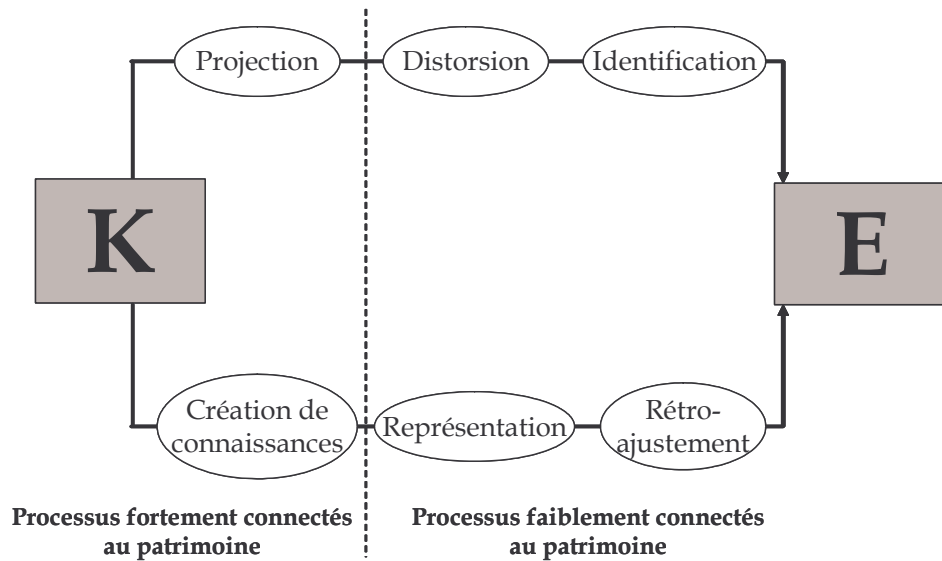 Projection
Distorsion
Identification
K
E
Création de
connaissances
Représentation
Rétro-
ajustement
Processus fortement connectés
au patrimoine
Processus faiblement connectés
au patrimoine